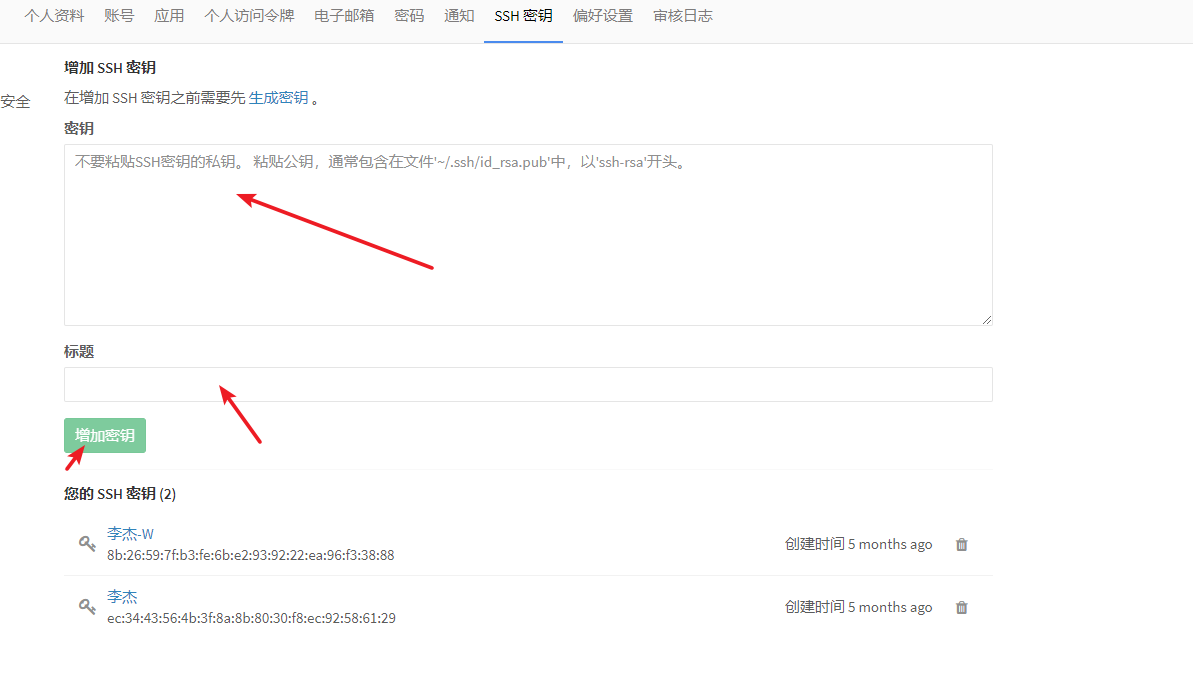 个人资料 账号 应用 个人访问令牌 电子邮箱 密码 通知 SSH 密钥 偏好设置 审核日志
增加 SSH 密钥
安全
在增加 SSH 密钥之前需要先 生成密钥 。
密钥
不要粘贴SSH密钥的私钥。 粘贴公钥，通常包含在文件'~/.ssh/id_rsa.pub'中，以'ssh-rsa'开头。
标题
增加密钥
您的 SSH 密钥 (2)
李杰-W
8b:26:59:7f:b3:fe:6b:e2:93:92:22:ea:96:f3:38:88
创建时间 5 months ago
李杰
ec:34:43:56:4b:3f:8a:8b:80:30:f8:ec:92:58:61:29
创建时间 5 months ago